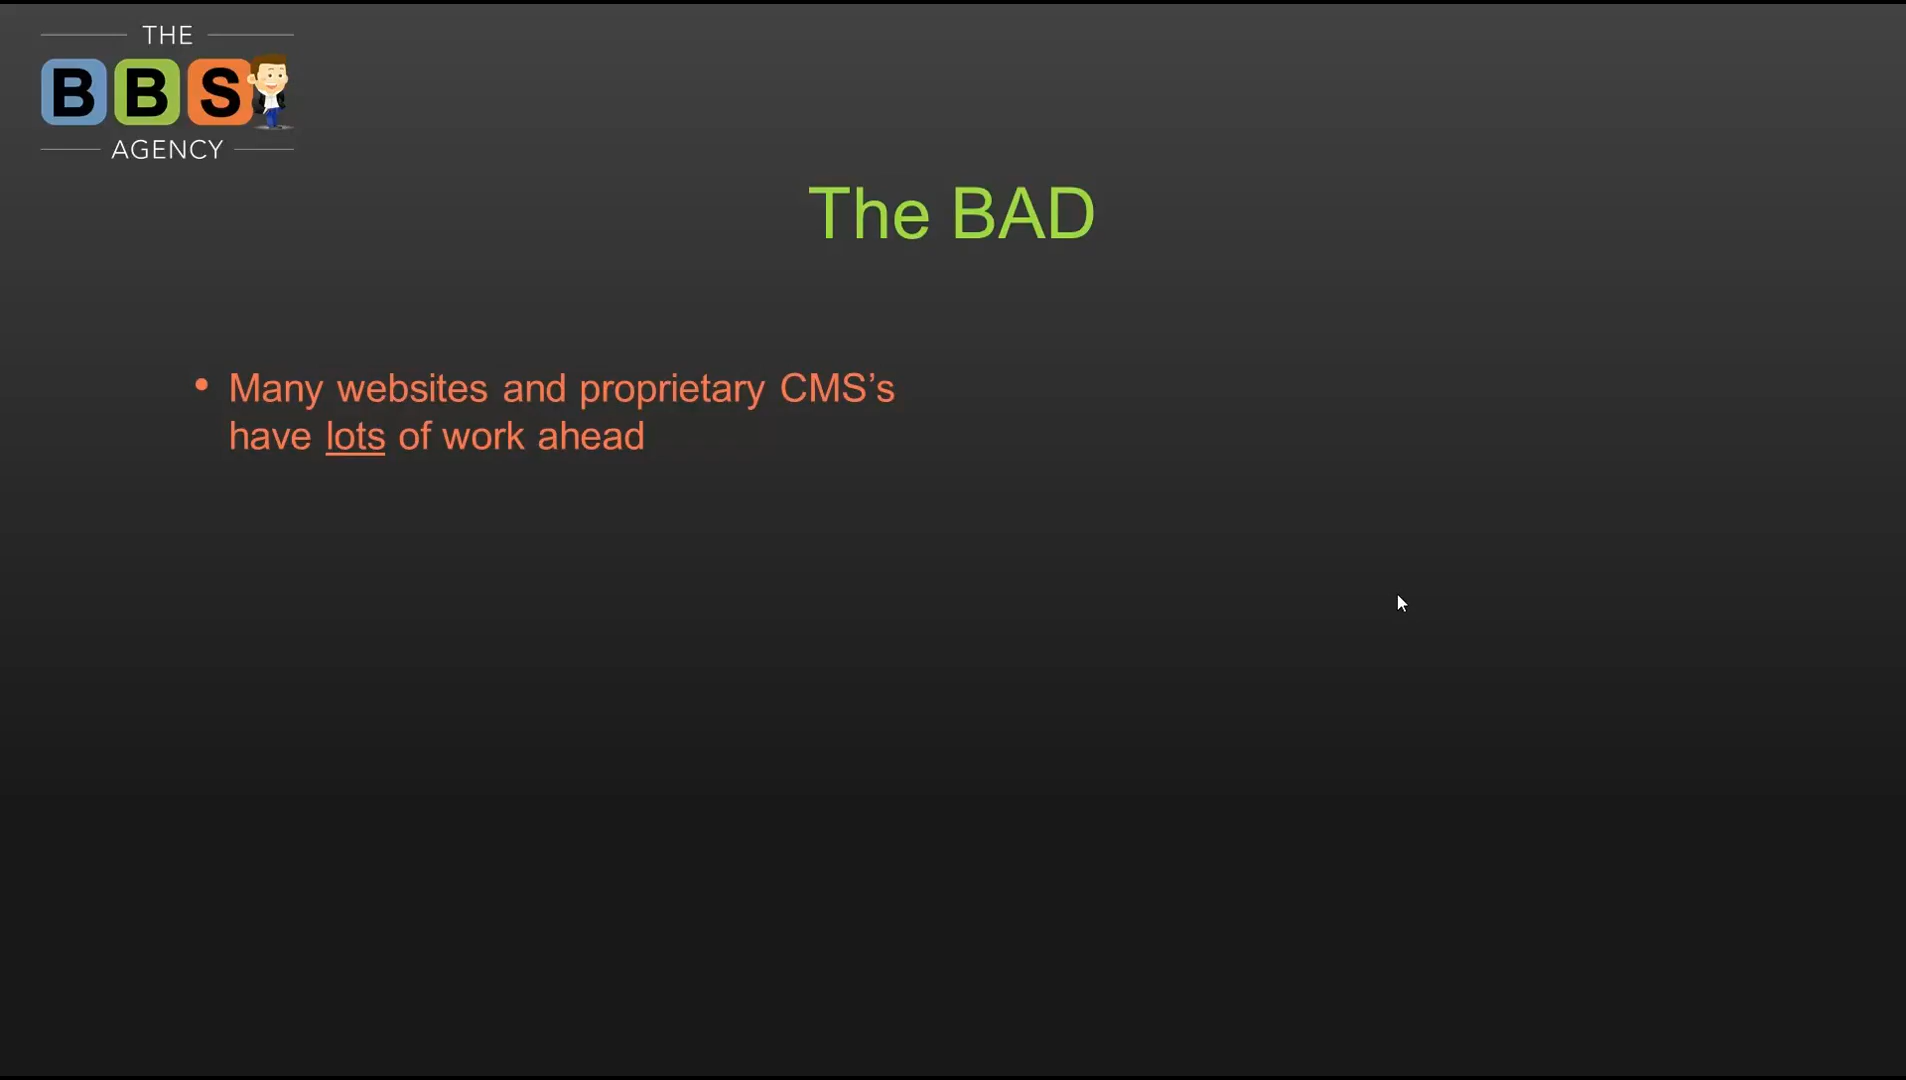 THE
BBS
AGENCY
The BAD
• Many websites and proprietary CMS’s
have lots of work ahead